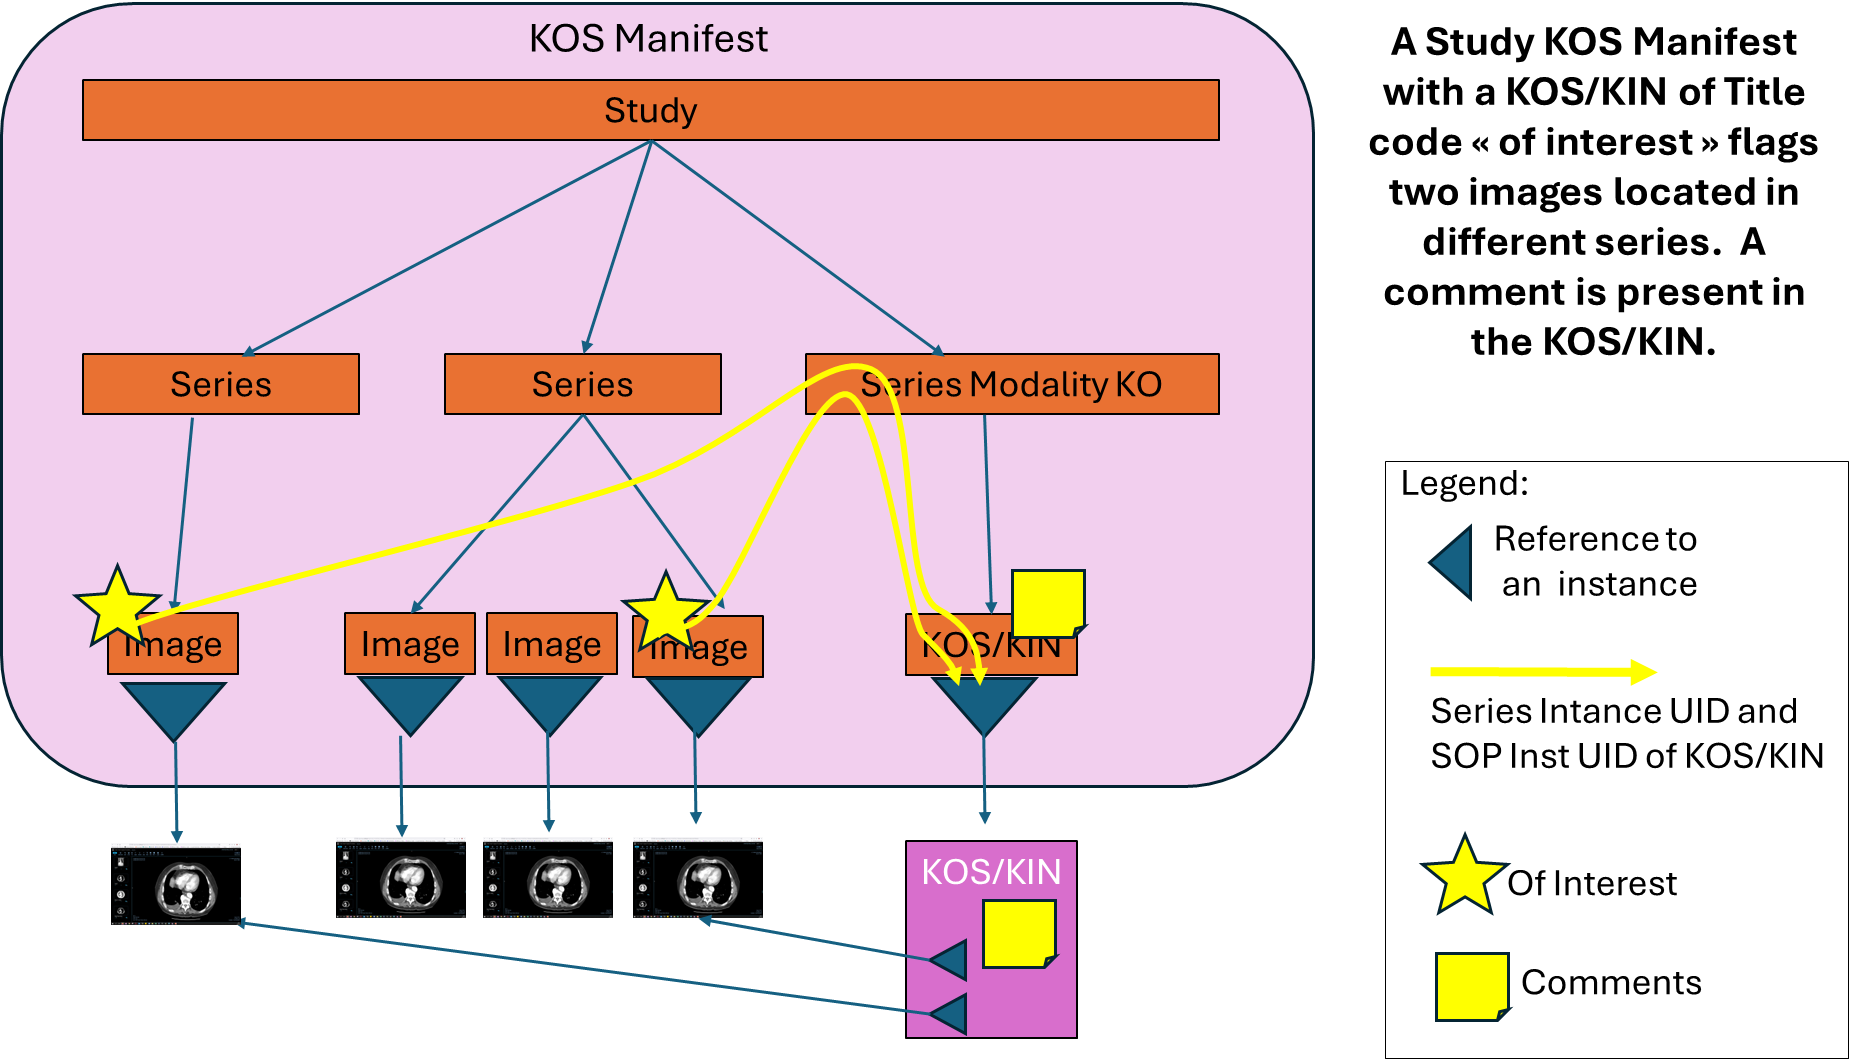 KOS Manifest
Study
Series
Series
Series Modality KO
Image
Image
Image
Image
KOS/KIN
KOS/KIN
A Study KOS Manifest
with a KOS/KIN of Title
code « of interest » flags
two images located in
different series.  A
comment is present in
the KOS/KIN.
Legend:
Reference to
an  instance
Series Intance UID and
SOP Inst UID of KOS/KIN
Of Interest
Comments